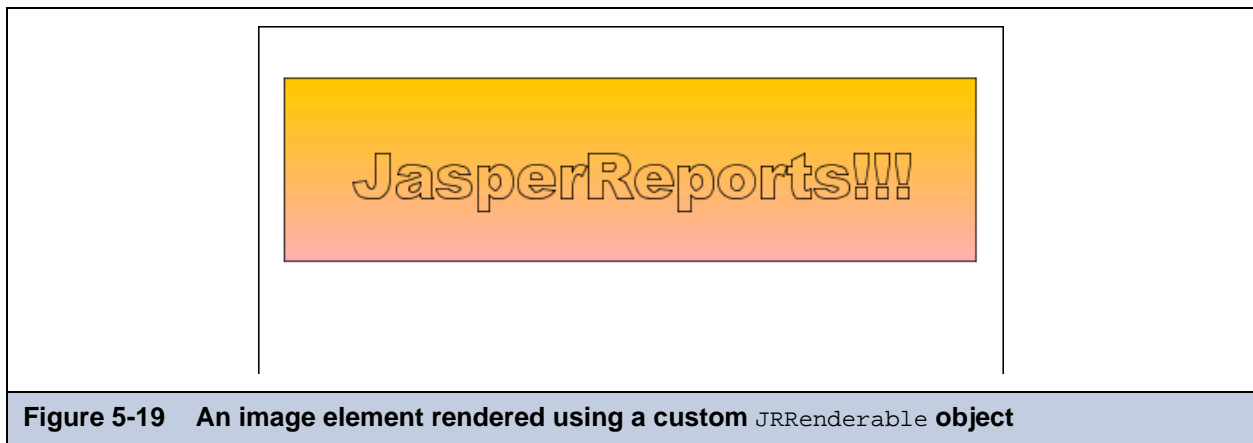 JasperReports!!!
Figure 5-19 An image element rendered using a custom JRRenderable object